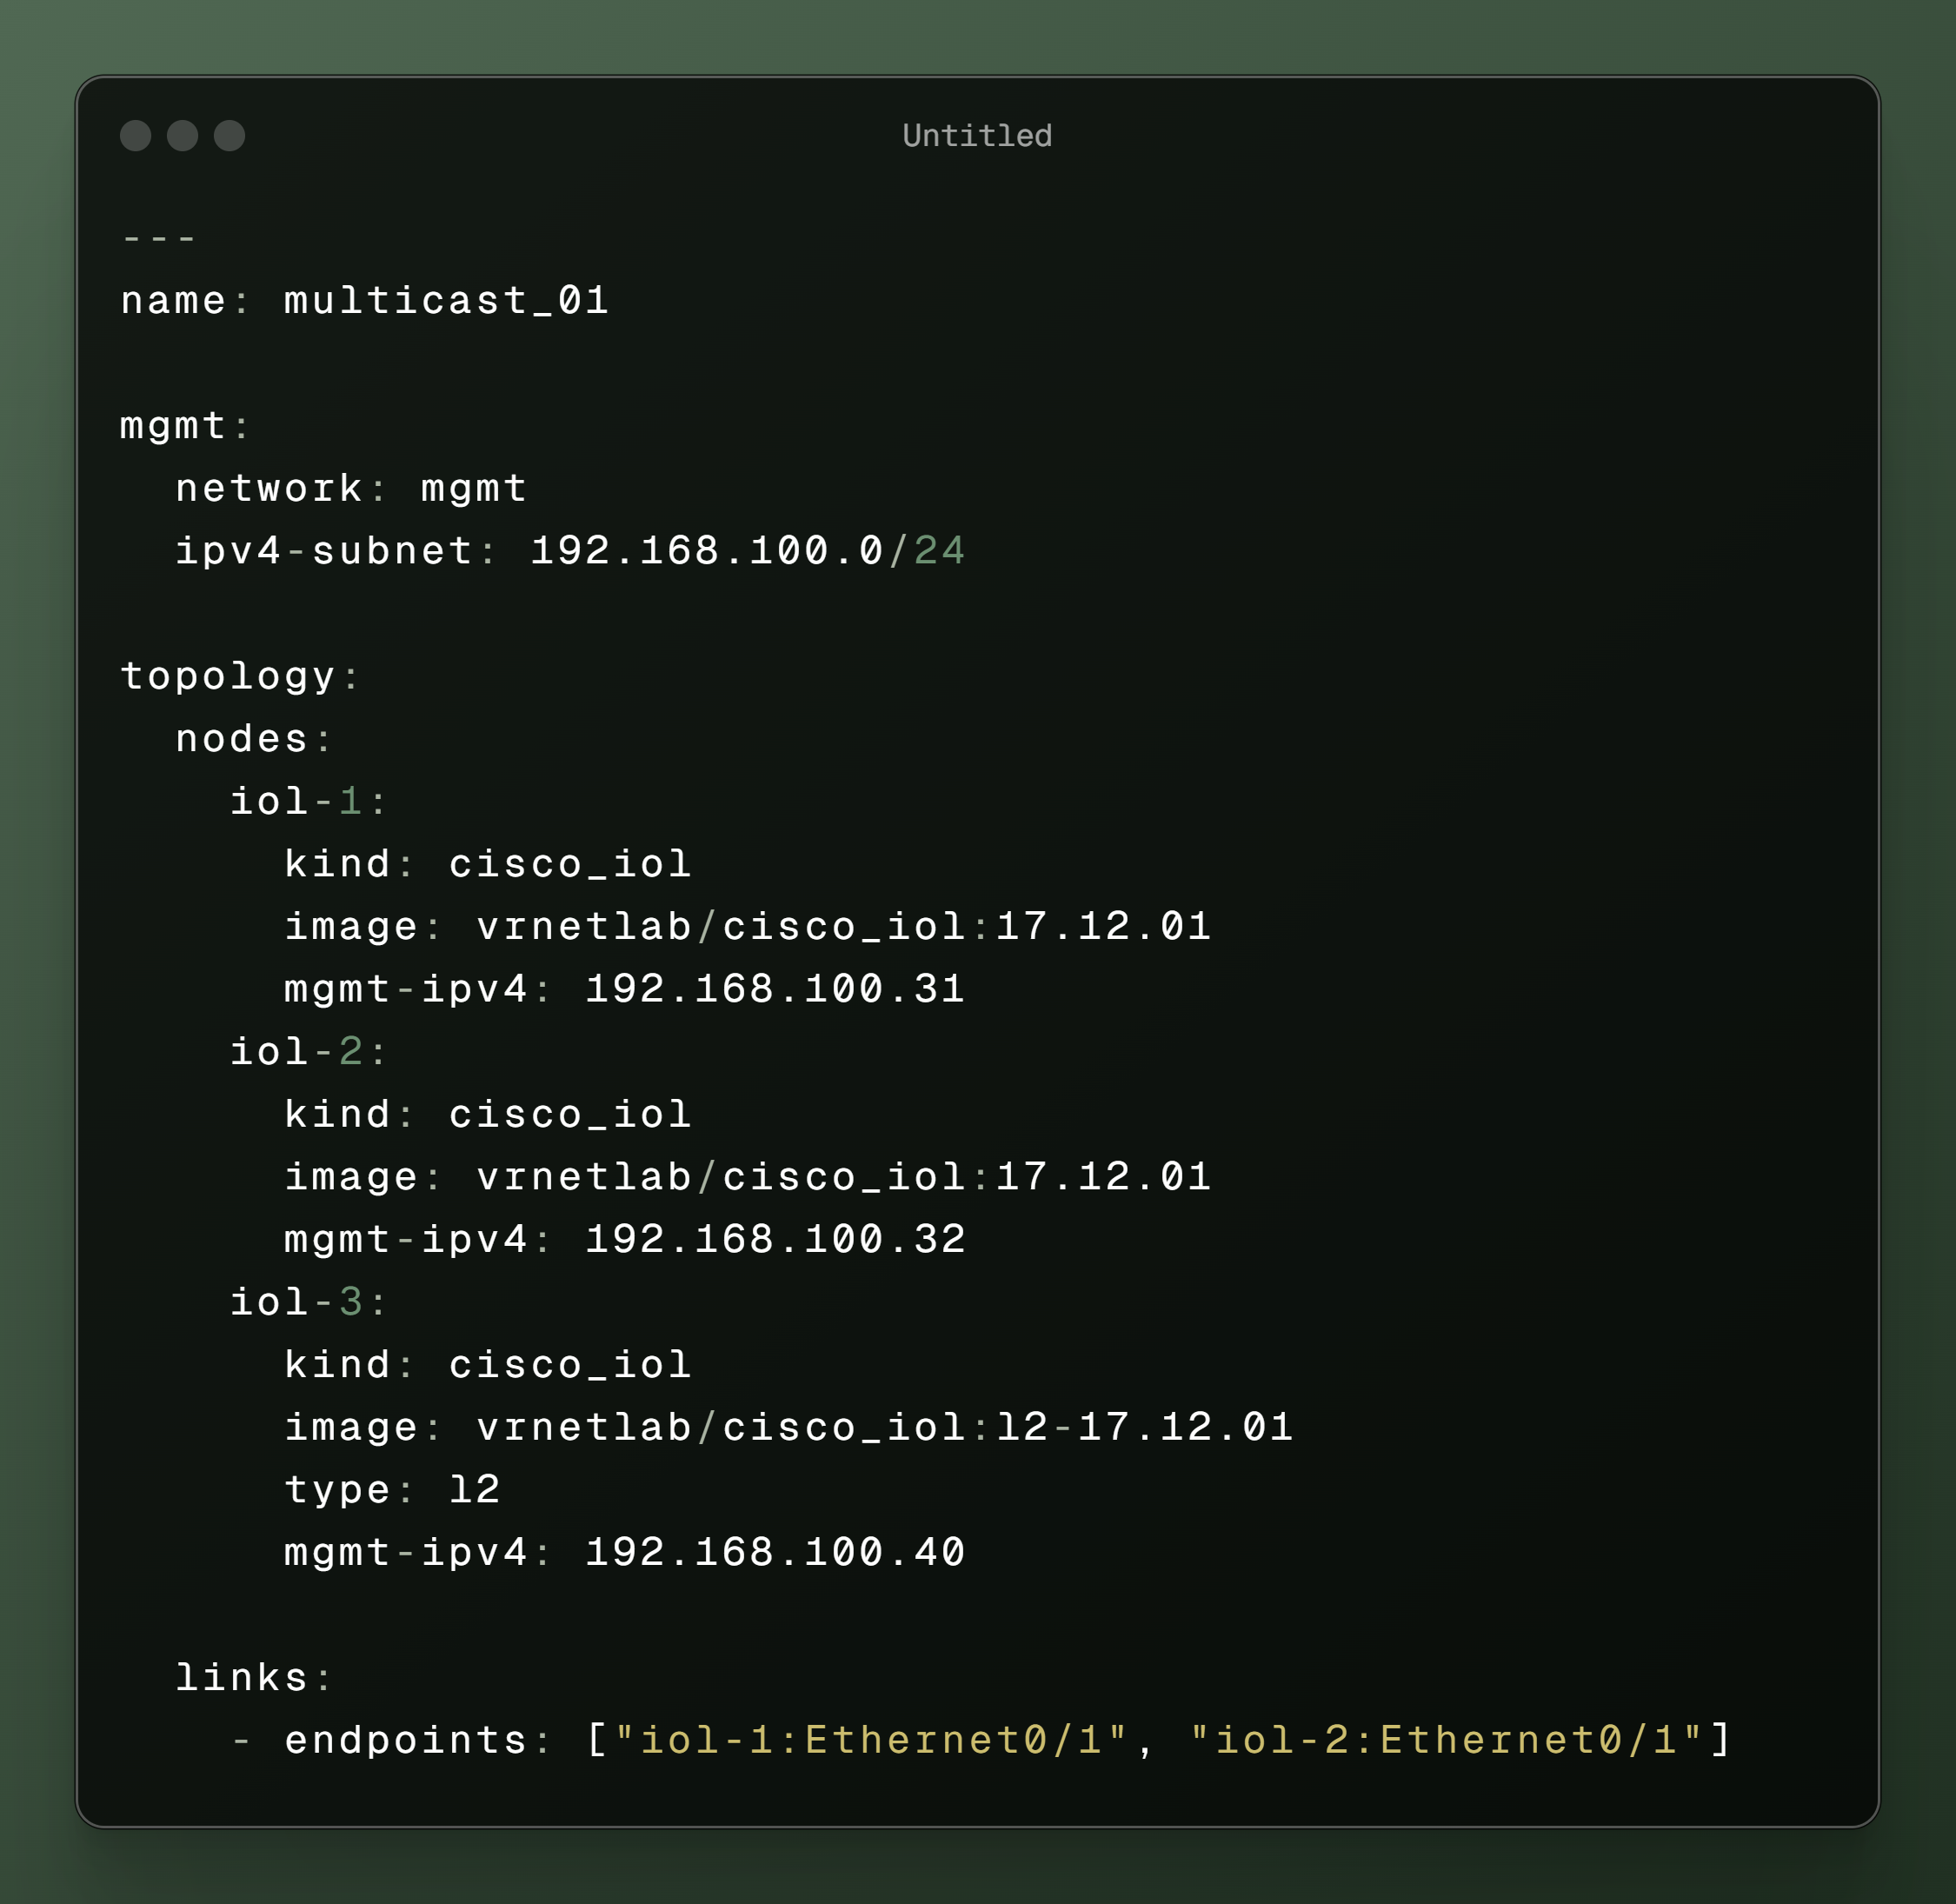 Untitled
---
name: multicast_01

mgmt:
  network: mgmt
  ipv4-subnet: 192.168.100.0/24

topology:
  nodes:
    iol-1:
      kind: cisco_iol
      image: vrnetlab/cisco_iol:17.12.01
      mgmt-ipv4: 192.168.100.31
    iol-2:
      kind: cisco_iol
      image: vrnetlab/cisco_iol:17.12.01
      mgmt-ipv4: 192.168.100.32
    iol-3:
      kind: cisco_iol
      image: vrnetlab/cisco_iol:l2-17.12.01
      type: l2
      mgmt-ipv4: 192.168.100.40

  links:
    - endpoints: ["iol-1:Ethernet0/1", "iol-2:Ethernet0/1"]